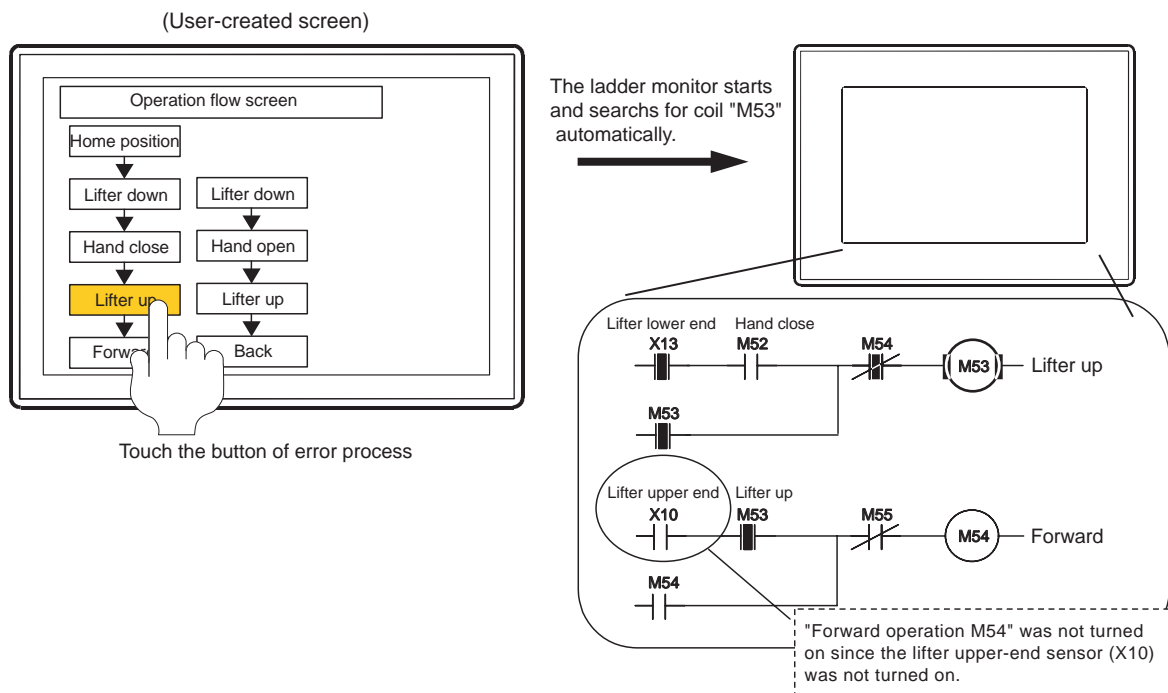 (User-created screen)
Operation flow screen
Home position
Lifter down
Lifter down
Hand close
Hand open
Lifter up
Lifter up
Forward
Back
Touch the button of error process
The ladder monitor starts
and searchs for coil "M53"
automatically.
Lifter lower end
Hand close
X13
M52
M54
M53
Lifter up
M53
Lifter upper end
Lifter up
X10
M53
M55
M54
Forward
M54
"Forward operation M54" was not turned
on since the lifter upper-end sensor (X10)
was not turned on.